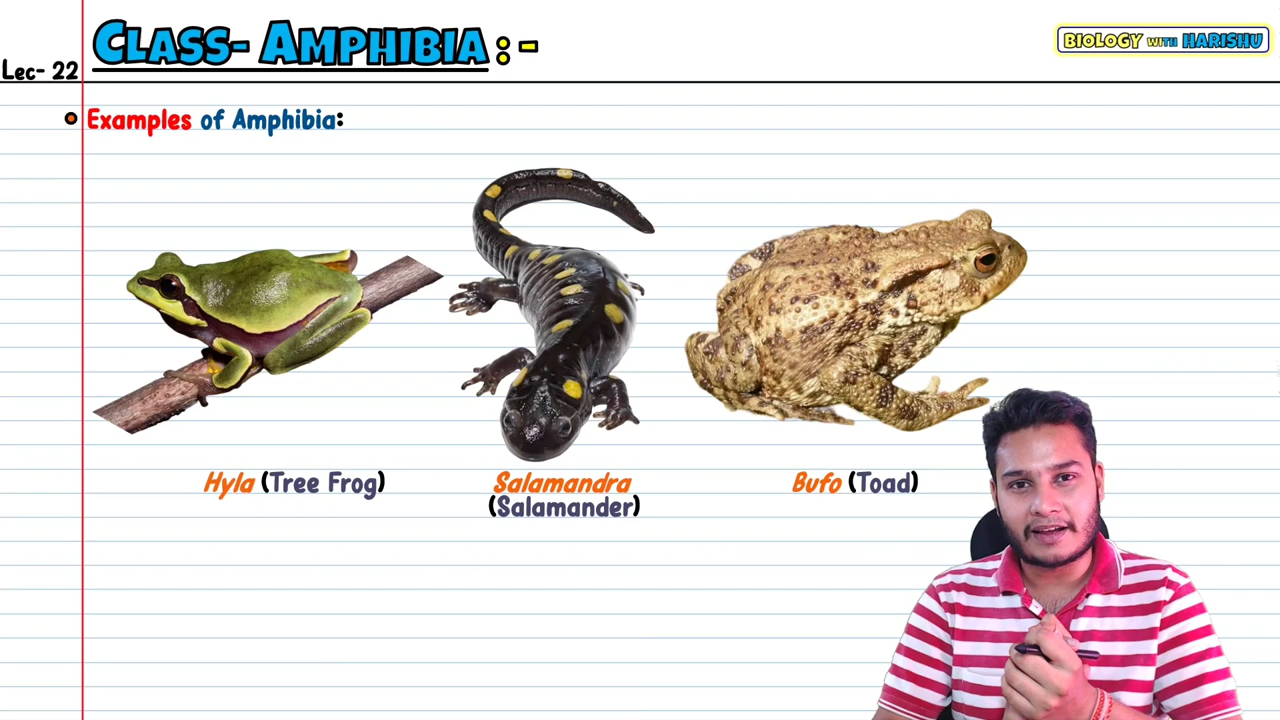 CLASS- AMPHIBIA :-
BIOLOGY WITH HARISHU
Lec- 22
Examples of Amphibia:
Hyla (Tree Frog)
Salamandra
(Salamander)
Bufo (Toad)